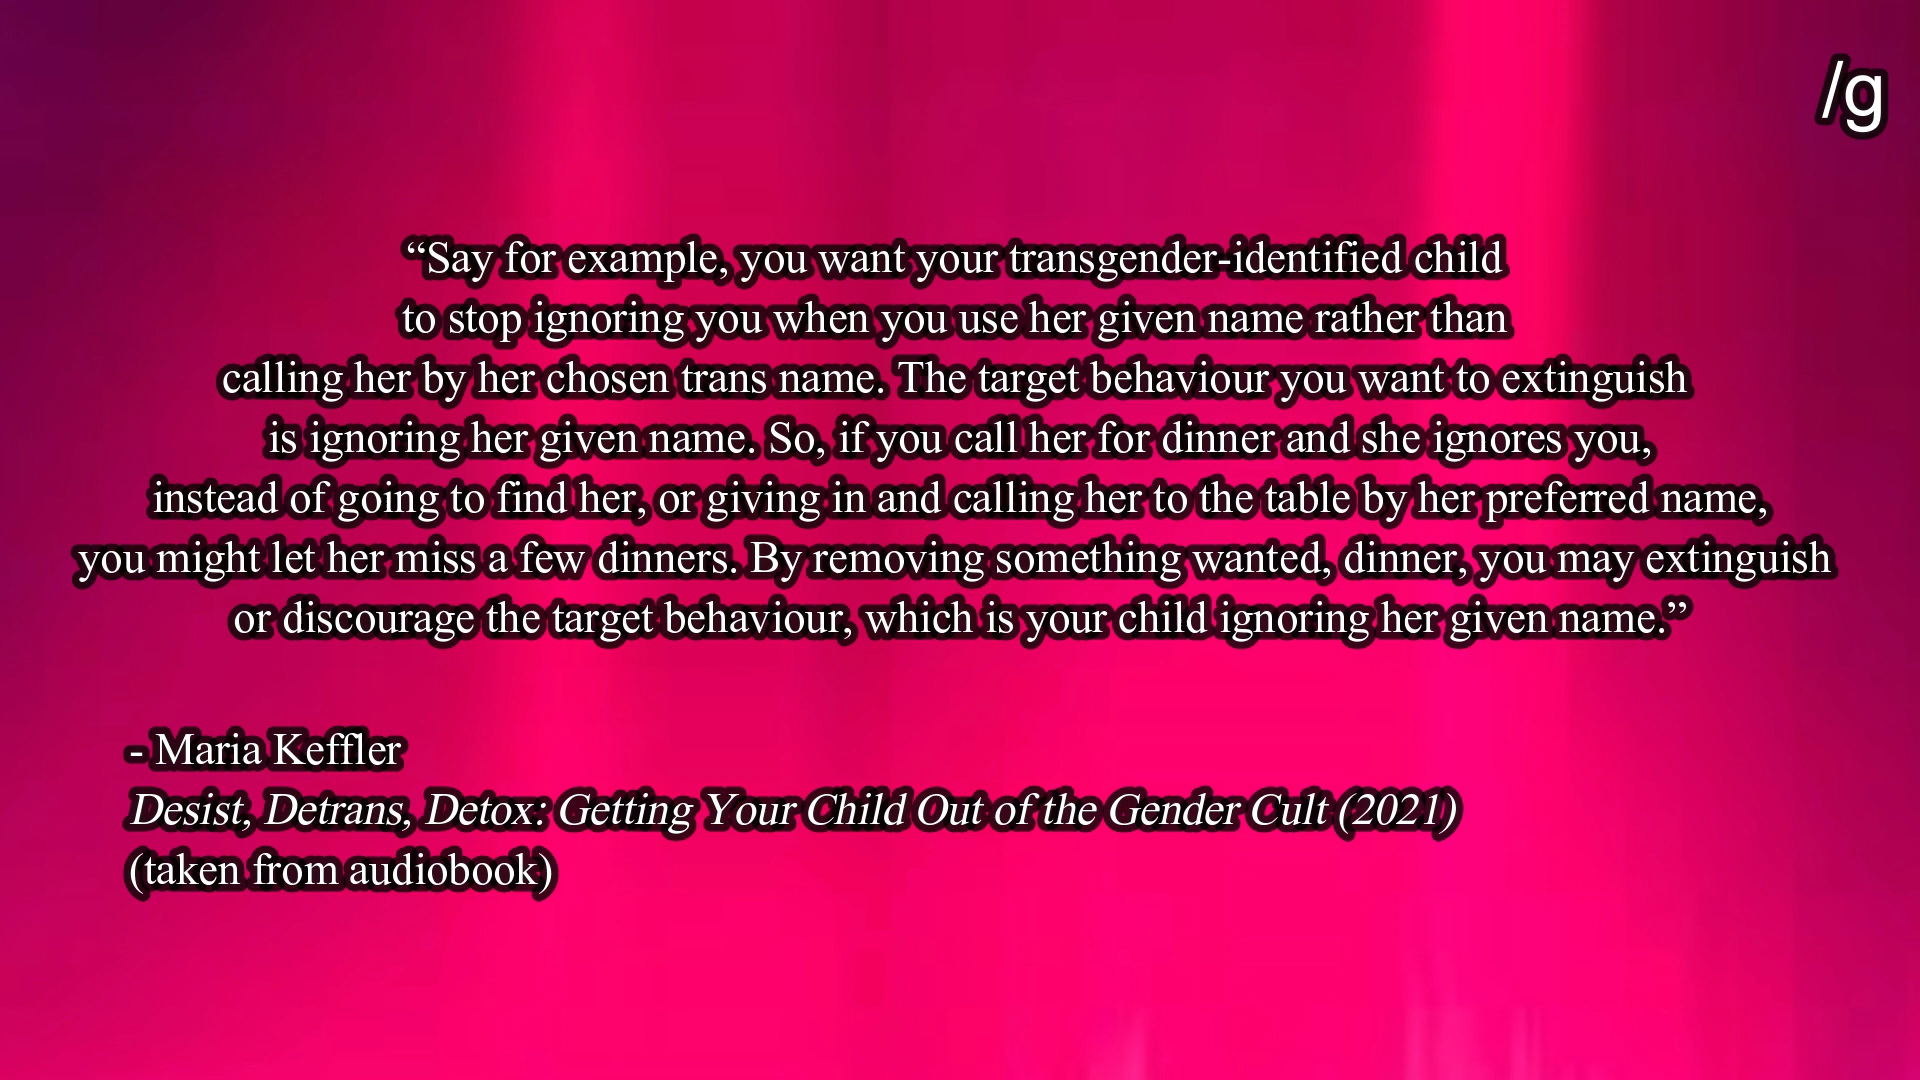 /g
“Say for example, you want your transgender-identified child
to stop ignoring you when you use her given name rather than
calling her by her chosen trans name. The target behaviour you want to extinguish
is ignoring her given name. So, if you call her for dinner and she ignores you,
instead of going to find her, or giving in and calling her to the table by her preferred name,
you might let her miss a few dinners. By removing something wanted, dinner, you may extinguish
or discourage the target behaviour, which is your child ignoring her given name.”
- Maria Keffler
Desist, Detrans, Detox: Getting Your Child Out of the Gender Cult (2021)
(taken from audiobook)